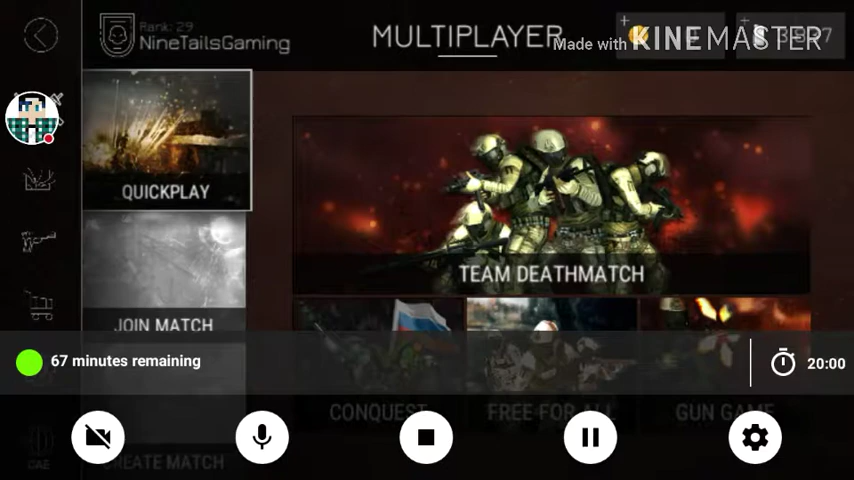 Rank: 29
NineTailsGaming
MULTIPLAYER
Made with KINEMASTER
QUICKPLAY
TEAM DEATHMATCH
JOIN MATCH
67 minutes remaining
20:00
CONQUEST
FREE FOR ALL
GUN GAME
CREATE MATCH